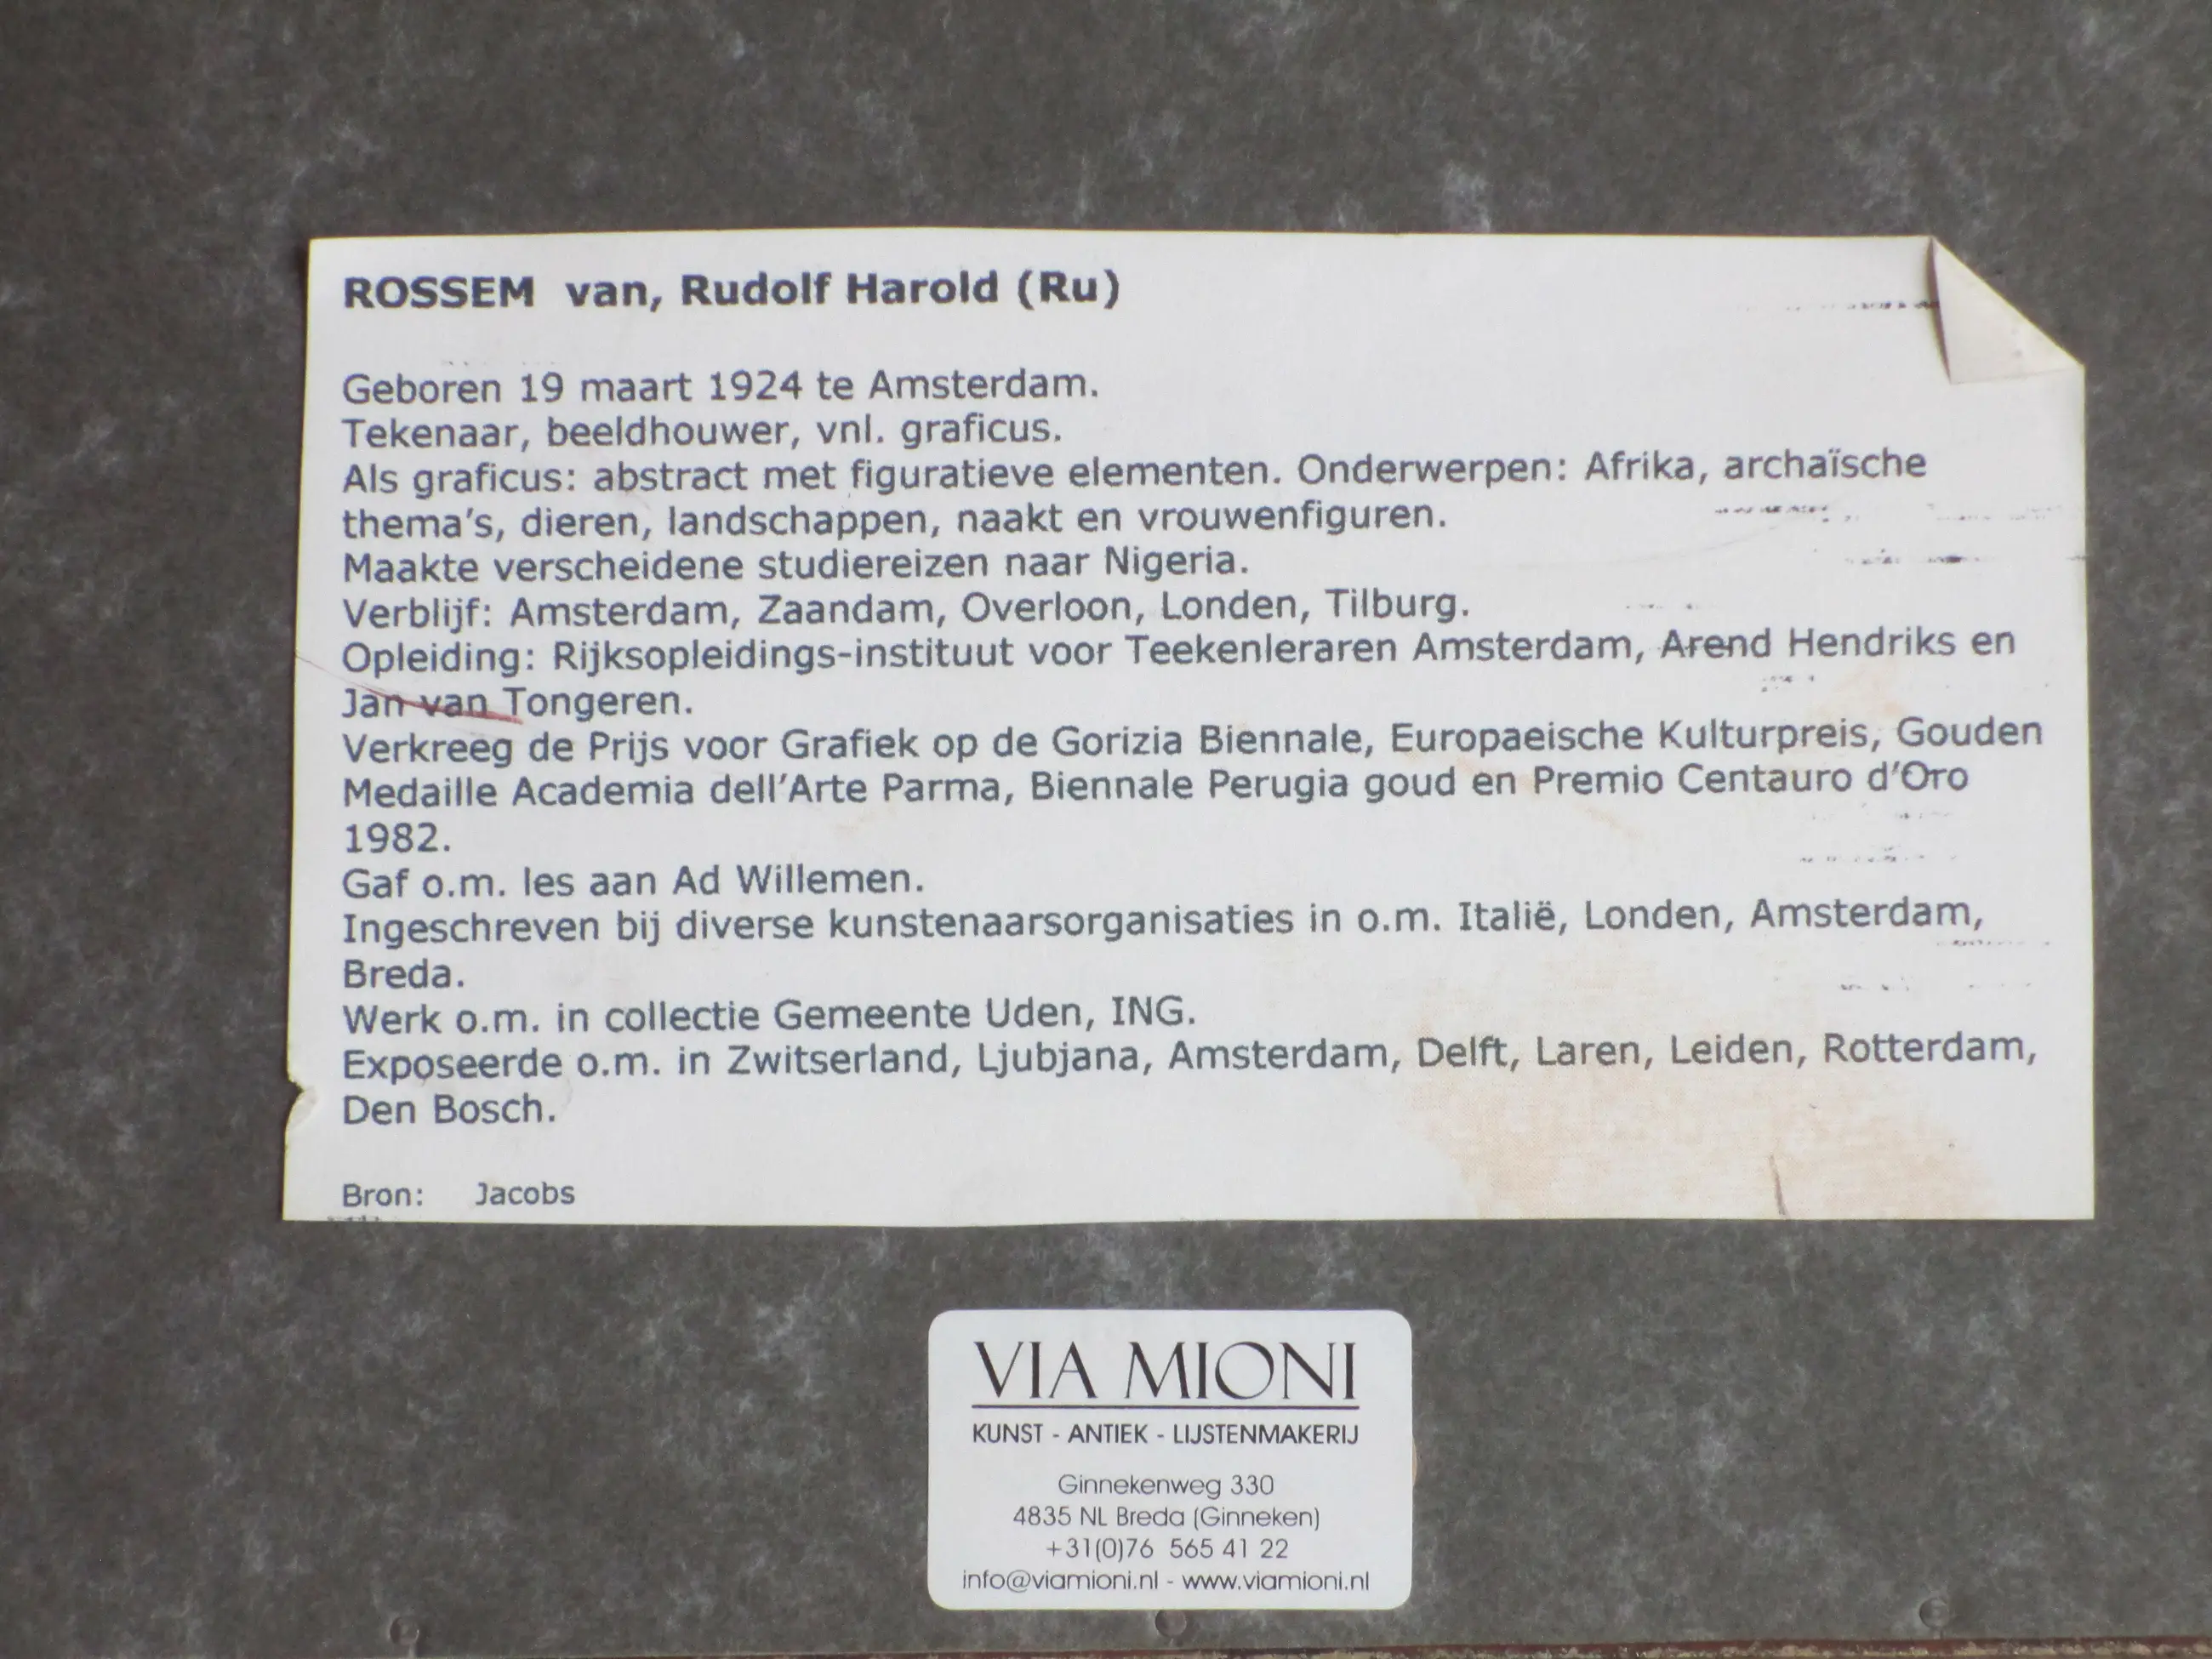 ROSSEM van, Rudolf Harold (Ru)
Geboren 19 maart 1924 te Amsterdam.
Tekenaar, beeldhouwer, vnl. graficus.
Als graficus: abstract met figuratieve elementen. Onderwerpen: Afrika, archaïsche
thema's, dieren, landschappen, naakt en vrouwenfiguren.
Maakte verscheidene studiereizen naar Nigeria.
Verblijf: Amsterdam, Zaandam, Overloon, Londen, Tilburg.
Opleiding: Rijksopleidings-instituut voor Teekenleraren Amsterdam, Arend Hendriks en
Jan van Tongeren.
Verkreeg de Prijs voor Grafiek op de Gorizia Biennale, Europaeische Kulturpreis, Gouden
Medaille Academia dell'Arte Parma, Biennale Perugia goud en Premio Centauro d'Oro
1982.
Gaf o.m. les aan Ad Willemen.
Ingeschreven bij diverse kunstenaarsorganisaties in o.m. Italië, Londen, Amsterdam,
Breda.
Werk o.m. in collectie Gemeente Uden, ING.
Exposeerde o.m. in Zwitserland, Ljubjana, Amsterdam, Delft, Laren, Leiden, Rotterdam,
Den Bosch.
Bron: Jacobs
VIA MIONI
KUNST - ANTIEK - LIJSTENMAKERIJ
Ginnekenweg 330
4835 NL Breda (Ginneken)
+31(0)76 565 41 22
info@viamioni.nl - www.viamioni.nl